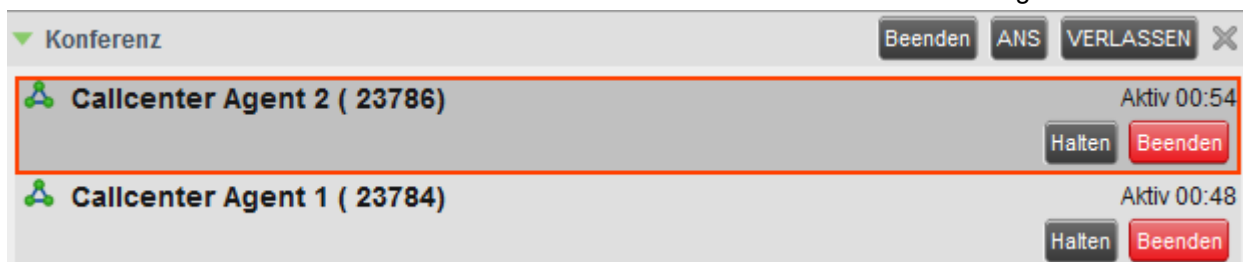 Konferenz Beenden ANS VERLASSEN
Callcenter Agent 2 ( 23786) Aktiv 00:54
Halten Beenden
Callcenter Agent 1 ( 23784) Aktiv 00:48
Halten Beenden